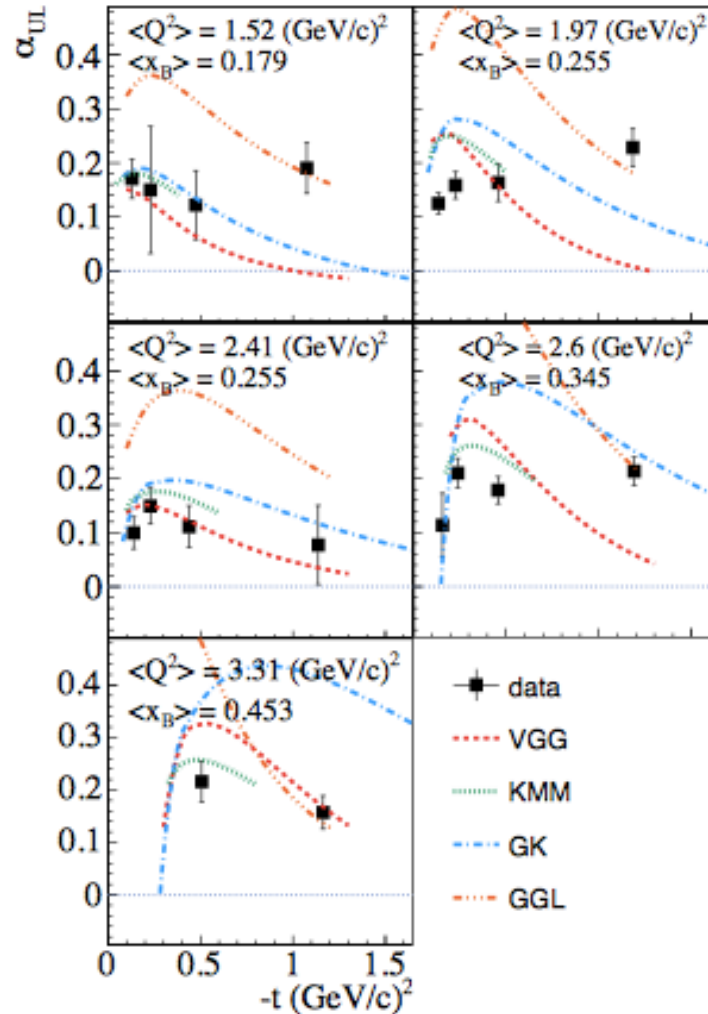 α_UL
<Q²> = 1.52 (GeV/c)²
<x_B> = 0.179
<Q²> = 1.97 (GeV/c)²
<x_B> = 0.255
0.4
0.3
0.2
0.1
0
<Q²> = 2.41 (GeV/c)²
<x_B> = 0.255
<Q²> = 2.6 (GeV/c)²
<x_B> = 0.345
0.4
0.3
0.2
0.1
0
<Q²> = 3.31 (GeV/c)²
<x_B> = 0.453
0.4
0.3
0.2
0.1
0
data
VGG
KMM
GK
GGL
0 0.5 1 1.5
-t (GeV/c)²